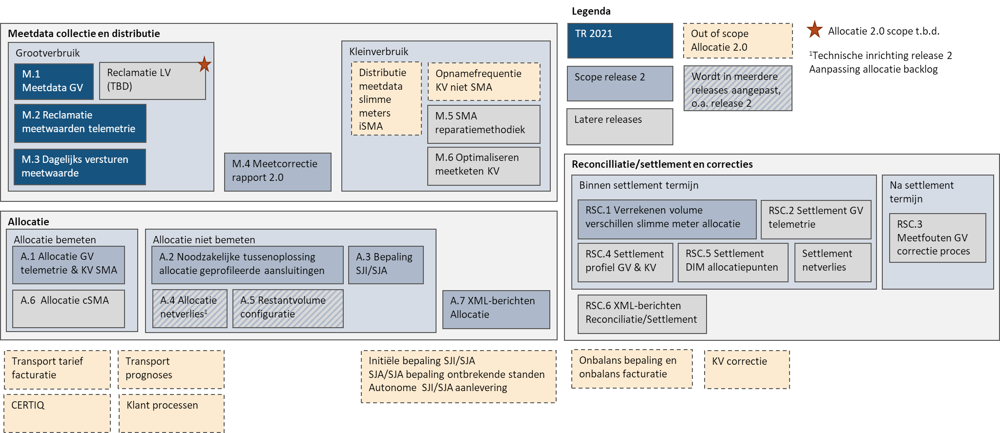 Legenda
TR 2021
Out of scope
Allocatie 2.0
Allocatie 2.0 scope t.b.d.
¹Technische inrichting release 2
Aanpassing allocatie backlog
Scope release 2
Wordt in meerdere
releases aangepast,
o.a. release 2
Latere releases
Meetdata collectie en distributie
Grootverbruik
M.1
Meetdata GV
Reclamatie LV
(TBD)
M.2 Reclamatie
meetwaarden telemetrie
M.3 Dagelijks versturen
meetwaarde
M.4 Meetcorrectie
rapport 2.0
Kleinverbruik
Distributie
meetdata
slimme
meters
iSMA
Opnamefrequentie
KV niet SMA
M.5 SMA
reparatiemethodiek
M.6 Optimaliseren
meetketen KV
Allocatie
Allocatie bemeten
A.1 Allocatie GV
telemetrie & KV SMA
A.6  Allocatie cSMA
Allocatie niet bemeten
A.2 Noodzakelijke tussenoplossing
allocatie geprofileerde aansluitingen
A.3 Bepaling
SJI/SJA
A.4 Allocatie
netverlies¹
A.5 Restantvolume
configuratie
A.7 XML-berichten
Allocatie
Reconcilliatie/settlement en correcties
Binnen settlement termijn
RSC.1 Verrekenen volume
verschillen slimme meter allocatie
RSC.2 Settlement GV
telemetrie
RSC.4 Settlement
profiel GV & KV
RSC.5 Settlement
DIM allocatiepunten
Settlement
netverlies
Na settlement
termijn
RSC.3
Meetfouten GV
correctie proces
RSC.6 XML-berichten
Reconciliatie/Settlement
Transport tarief
facturatie
Transport
prognoses
CERTIQ
Klant processen
Initiële bepaling SJI/SJA
SJA/SJA bepaling ontbrekende standen
Autonome  SJI/SJA aanlevering
Onbalans bepaling en
onbalans facturatie
KV correctie